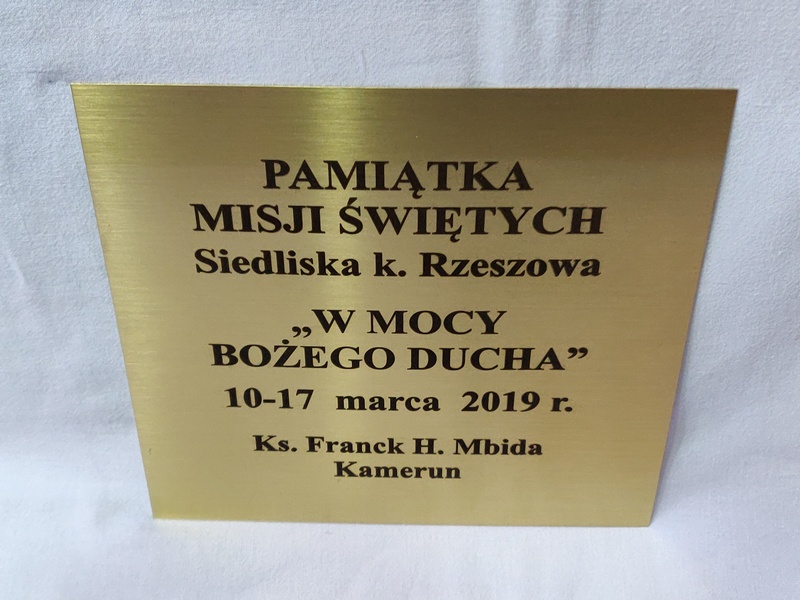 PAMIĄTKA
MISJI ŚWIĘTYCH
Siedliska k. Rzeszowa
„W MOCY
BOŻEGO DUCHA”
10-17 marca 2019 r.
Ks. Franck H. Mbida
Kamerun